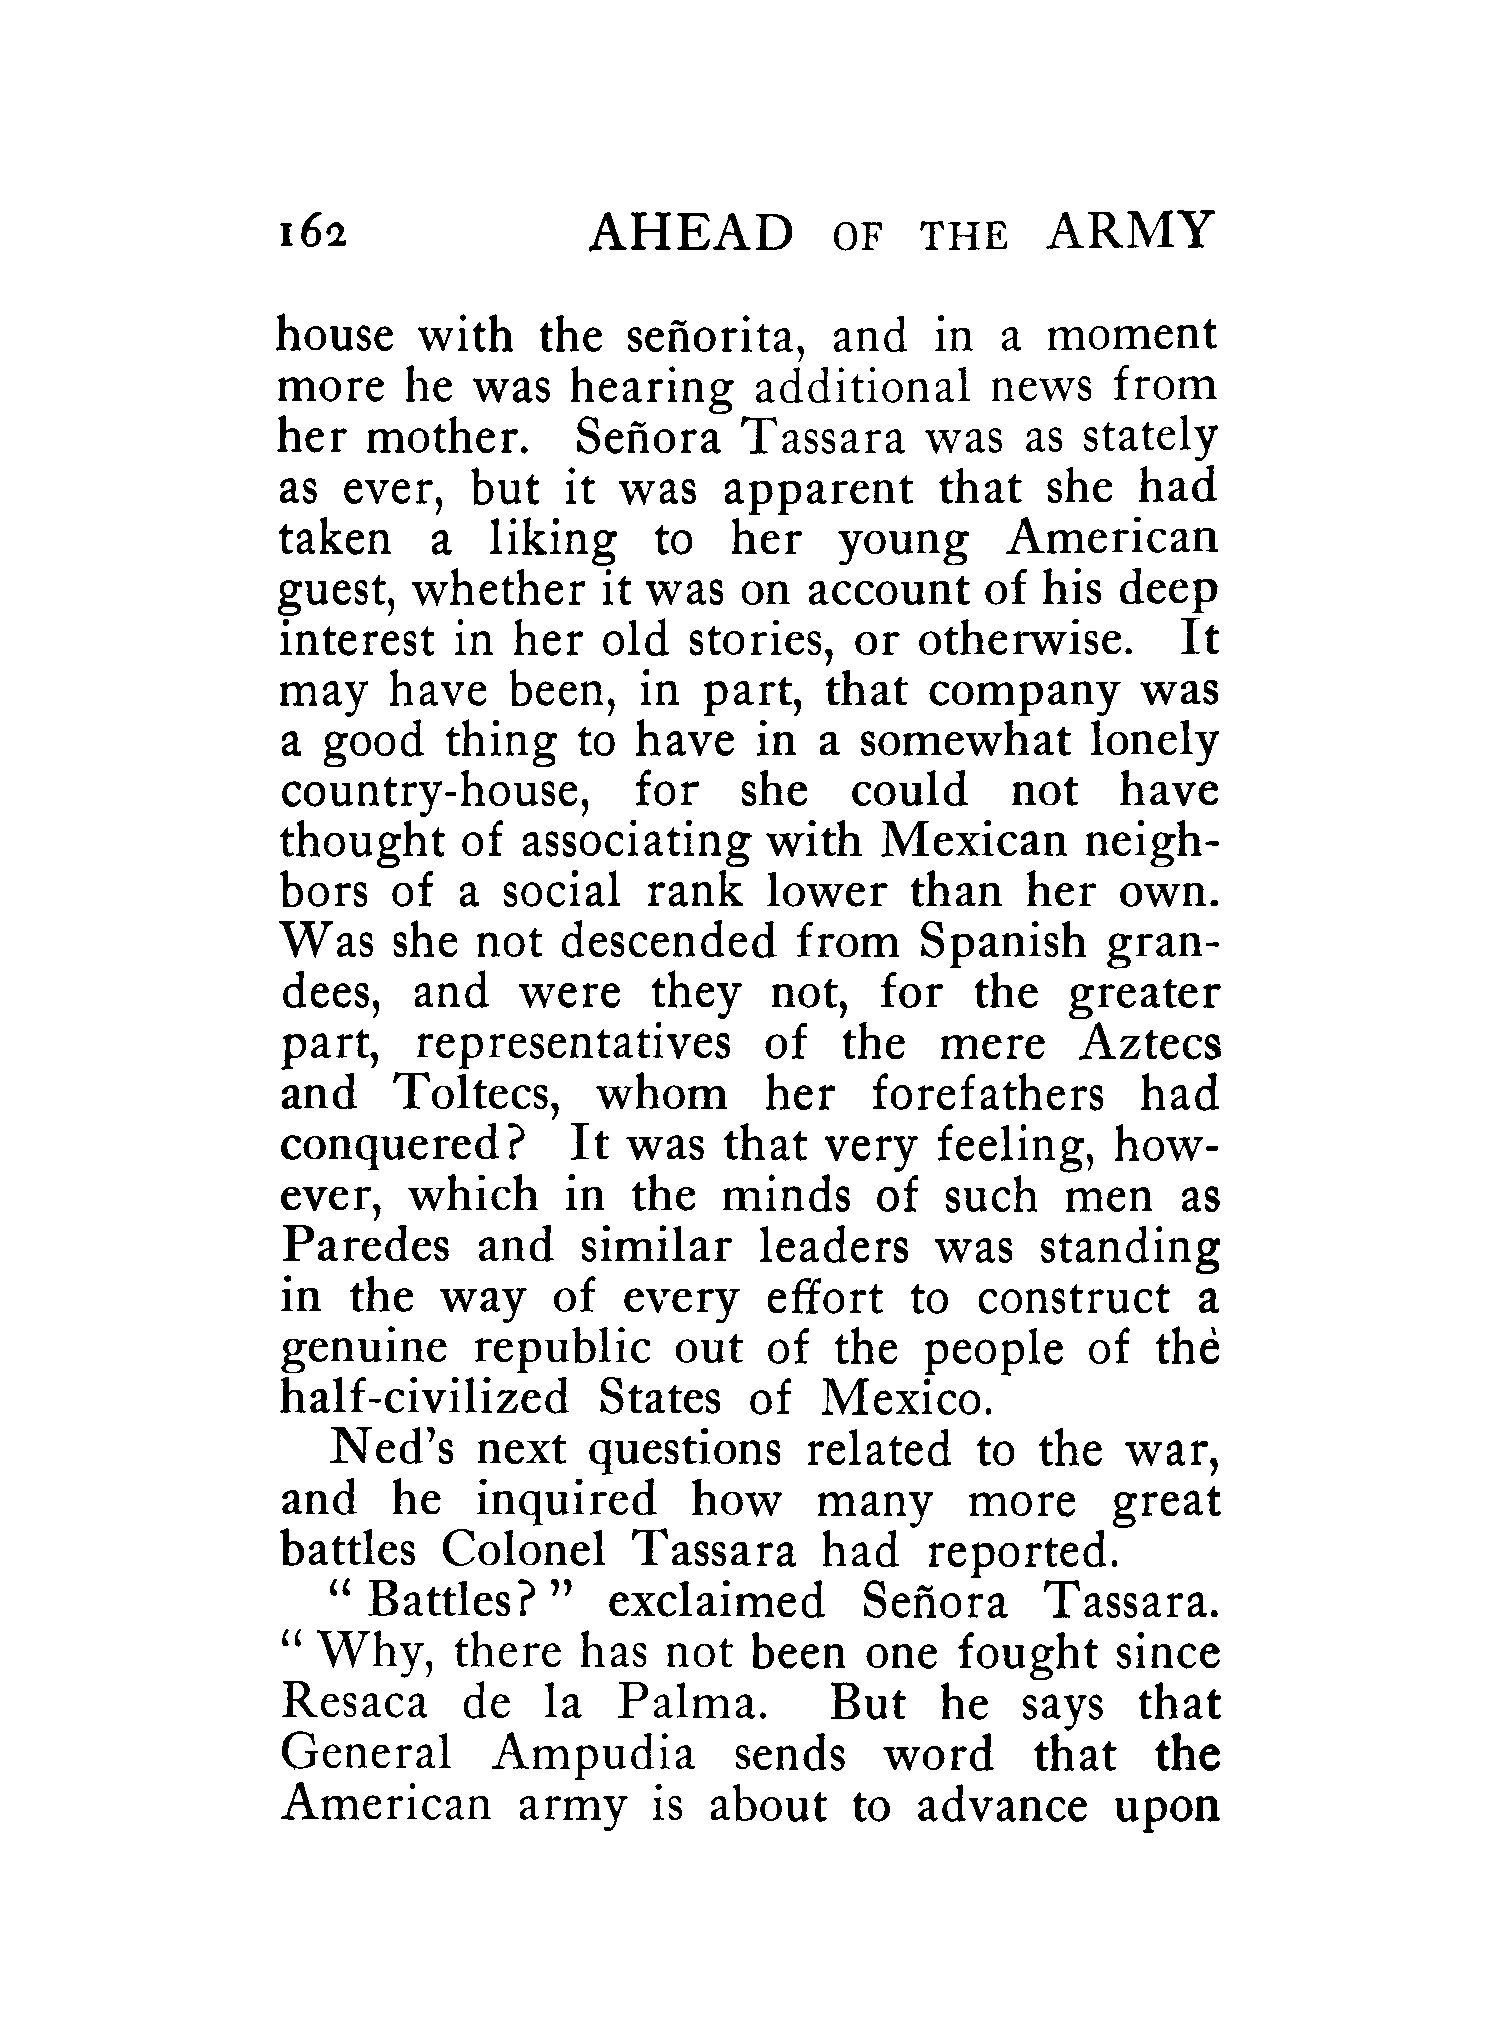 162 AHEAD OF THE ARMY
house with the señorita, and in a moment
more he was hearing additional news from
her mother. Señora Tassara was as stately
as ever, but it was apparent that she had
taken a liking to her young American
guest, whether it was on account of his deep
interest in her old stories, or otherwise. It
may have been, in part, that company was
a good thing to have in a somewhat lonely
country-house, for she could not have
thought of associating with Mexican neigh-
bors of a social rank lower than her own.
Was she not descended from Spanish gran-
dees, and were they not, for the greater
part, representatives of the mere Aztecs
and Toltecs, whom her forefathers had
conquered? It was that very feeling, how-
ever, which in the minds of such men as
Paredes and similar leaders was standing
in the way of every effort to construct a
genuine republic out of the people of the
half-civilized States of Mexico.
Ned's next questions related to the war,
and he inquired how many more great
battles Colonel Tassara had reported.
"Battles?" exclaimed Señora Tassara.
"Why, there has not been one fought since
Resaca de la Palma. But he says that
General Ampudia sends word that the
American army is about to advance upon